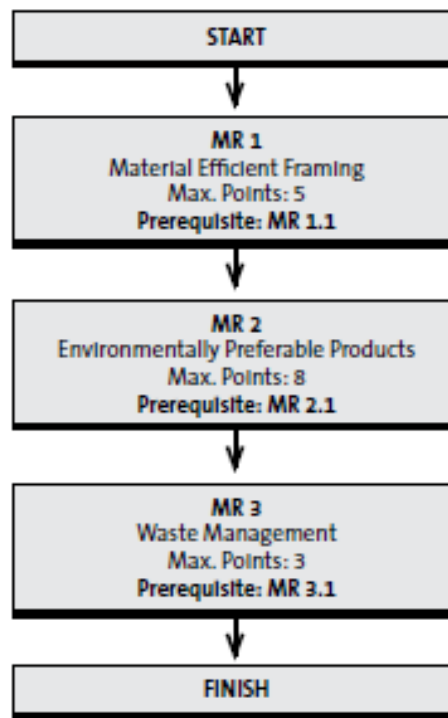 START
MR 1
Material Efficient Framing
Max. Points: 5
Prerequisite: MR 1.1
MR 2
Environmentally Preferable Products
Max. Points: 8
Prerequisite: MR 2.1
MR 3
Waste Management
Max. Points: 3
Prerequisite: MR 3.1
FINISH